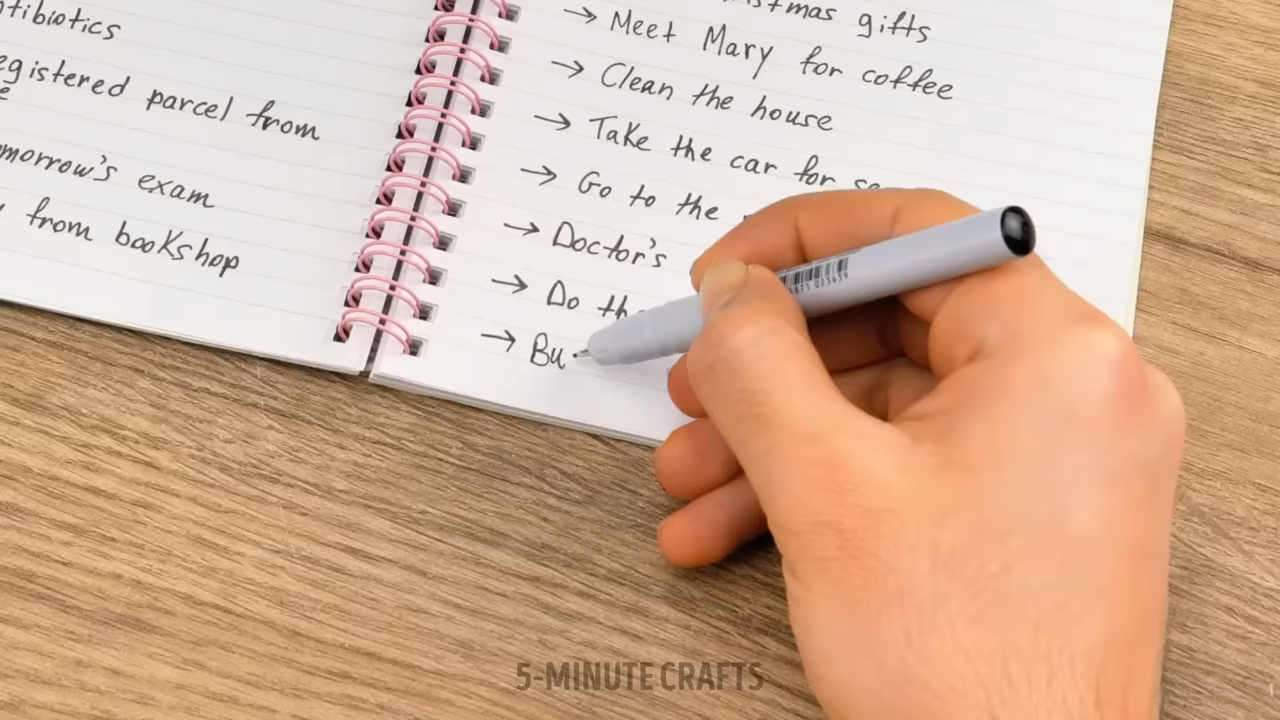 tibiotics
egistered parcel from
e
morrow's exam
from bookshop
stmas gifts
→ Meet Mary for coffee
→ Clean the house
→ Take the car for
→ Go to the
→ Doctor's
→ Do th
→ Bu
5-MINUTE CRAFTS